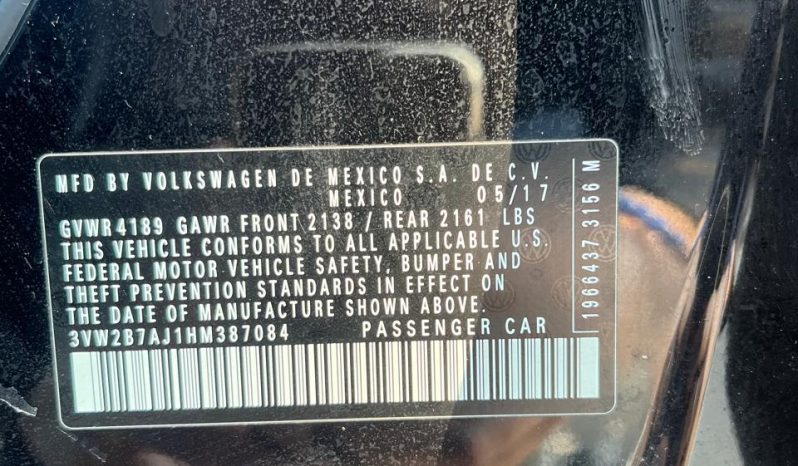 MFD BY VOLKSWAGEN DE MEXICO S.A. DE C.V.
MEXICO 05/17
GVWR 4189 GAWR FRONT 2138 / REAR 2161 LBS
THIS VEHICLE CONFORMS TO ALL APPLICABLE U.S.
FEDERAL MOTOR VEHICLE SAFETY, BUMPER AND
THEFT PREVENTION STANDARDS IN EFFECT ON
THE DATE OF MANUFACTURE SHOWN ABOVE.
3VW2B7AJ1HM387084 PASSENGER CAR
1966437 3156 M